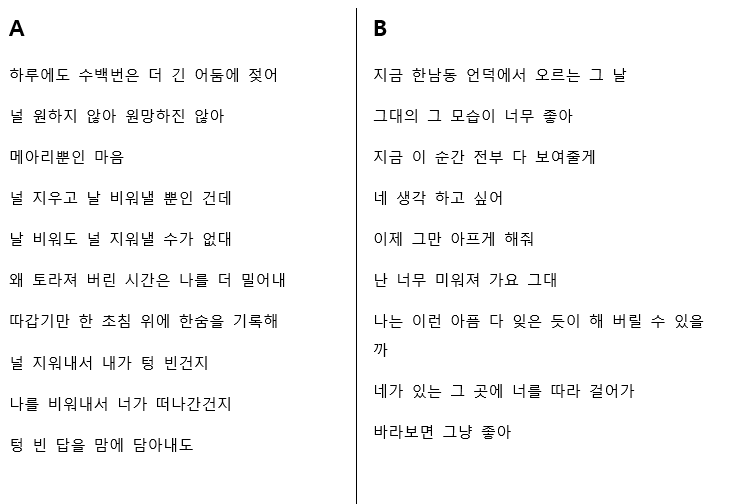 A
하루에도 수백번은 더 긴 어둠에 젖어
널 원하지 않아 원망하진 않아
메아리뿐인 마음
널 지우고 날 비워낼 뿐인 건데
날 비워도 널 지워낼 수가 없대
왜 토라져 버린 시간은 나를 더 밀어내
따갑기만 한 초침 위에 한숨을 기록해
널 지워내서 내가 텅 빈건지
나를 비워내서 너가 떠나간건지
텅 빈 답을 맘에 담아내도
B
지금 한남동 언덕에서 오르는 그 날
그대의 그 모습이 너무 좋아
지금 이 순간 전부 다 보여줄게
네 생각 하고 싶어
이제 그만 아프게 해줘
난 너무 미워져 가요 그대
나는 이런 아픔 다 잊은 듯이 해 버릴 수 있을
까
네가 있는 그 곳에 너를 따라 걸어가
바라보면 그냥 좋아